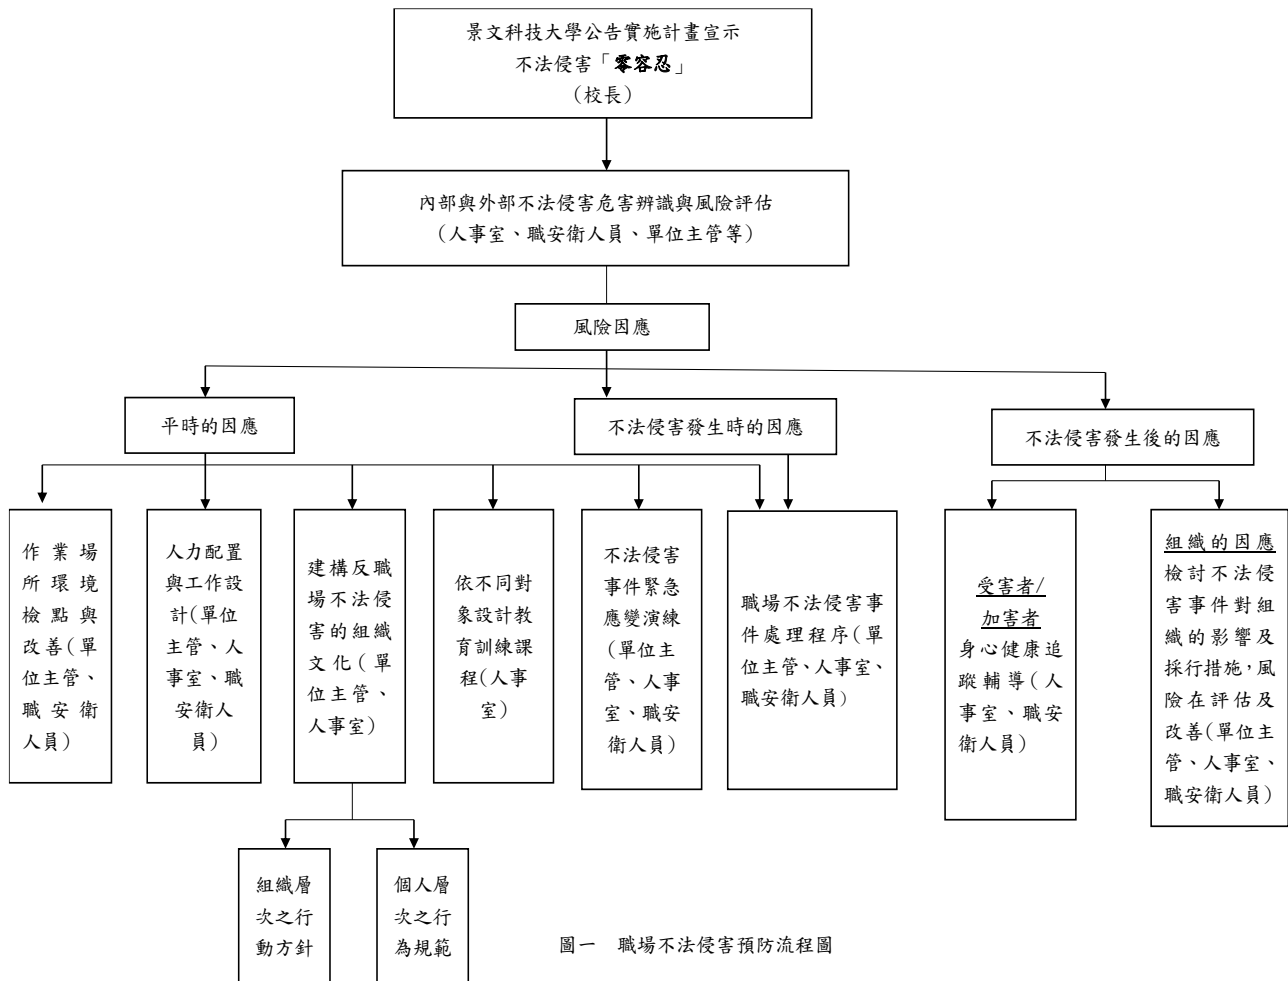 景文科技大學公告實施計畫宣示
不法侵害「零容忍」
(校長)
內部與外部不法侵害危害辨識與風險評估
(人事室、職安衛人員、單位主管等)
風險因應
平時的因應
不法侵害發生時的因應
不法侵害發生後的因應
作業場
所環境
檢點與
改善(單
位主管、
職安衛
人員)
人力配置
與工作設
計(單位
主管、人
事室、職
安衛人
員)
建構反職
場不法侵
害的組織
文化(單
位主管、
人事室)
依不同對
象設計教
育訓練課
程(人事
室)
不法侵害
事件緊急
應變演練
(單位主
管、人事
室、職安
衛人員)
職場不法侵害事
件處理程序(單
位主管、人事室、
職安衛人員)
受害者/
加害者
身心健康追
蹤輔導(人
事室、職安
衛人員)
組織的因應
檢討不法侵
害事件對組
織的影響及
採行措施，風
險在評估及
改善(單位主
管、人事室、
職安衛人員)
組織層
次之行
動方針
個人層
次之行
為規範
圖一 職場不法侵害預防流程圖